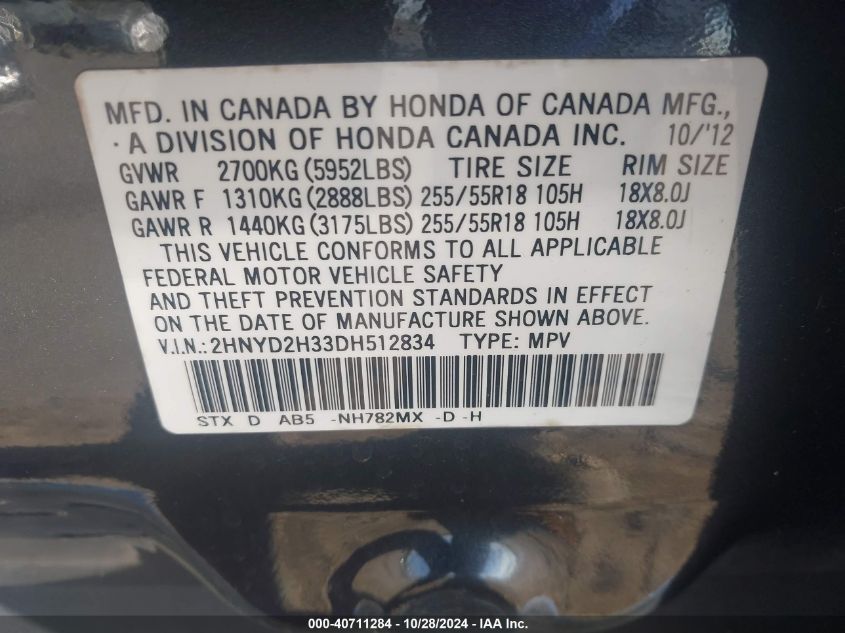 MFD. IN CANADA BY HONDA OF CANADA MFG.,
· A DIVISION OF HONDA CANADA INC. 10/'12
GVWR 2700KG (5952LBS) TIRE SIZE RIM SIZE
GAWR F 1310KG (2888LBS) 255/55R18 105H 18X8.0J
GAWR R 1440KG (3175LBS) 255/55R18 105H 18X8.0J
THIS VEHICLE CONFORMS TO ALL APPLICABLE
FEDERAL MOTOR VEHICLE SAFETY
AND THEFT PREVENTION STANDARDS IN EFFECT
ON THE DATE OF MANUFACTURE SHOWN ABOVE.
V.I.N.:2HNYD2H33DH512834 TYPE: MPV
STX D AB5 -NH782MX -D -H
000-40711284 | 10/28/2024 - IAA Inc.